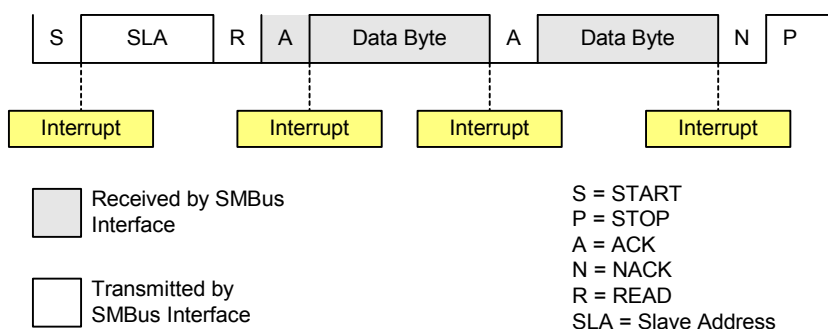 S SLA R A Data Byte A Data Byte N P
Interrupt Interrupt Interrupt Interrupt
Received by SMBus
Interface
Transmitted by
SMBus Interface
S = START
P = STOP
A = ACK
N = NACK
R = READ
SLA = Slave Address